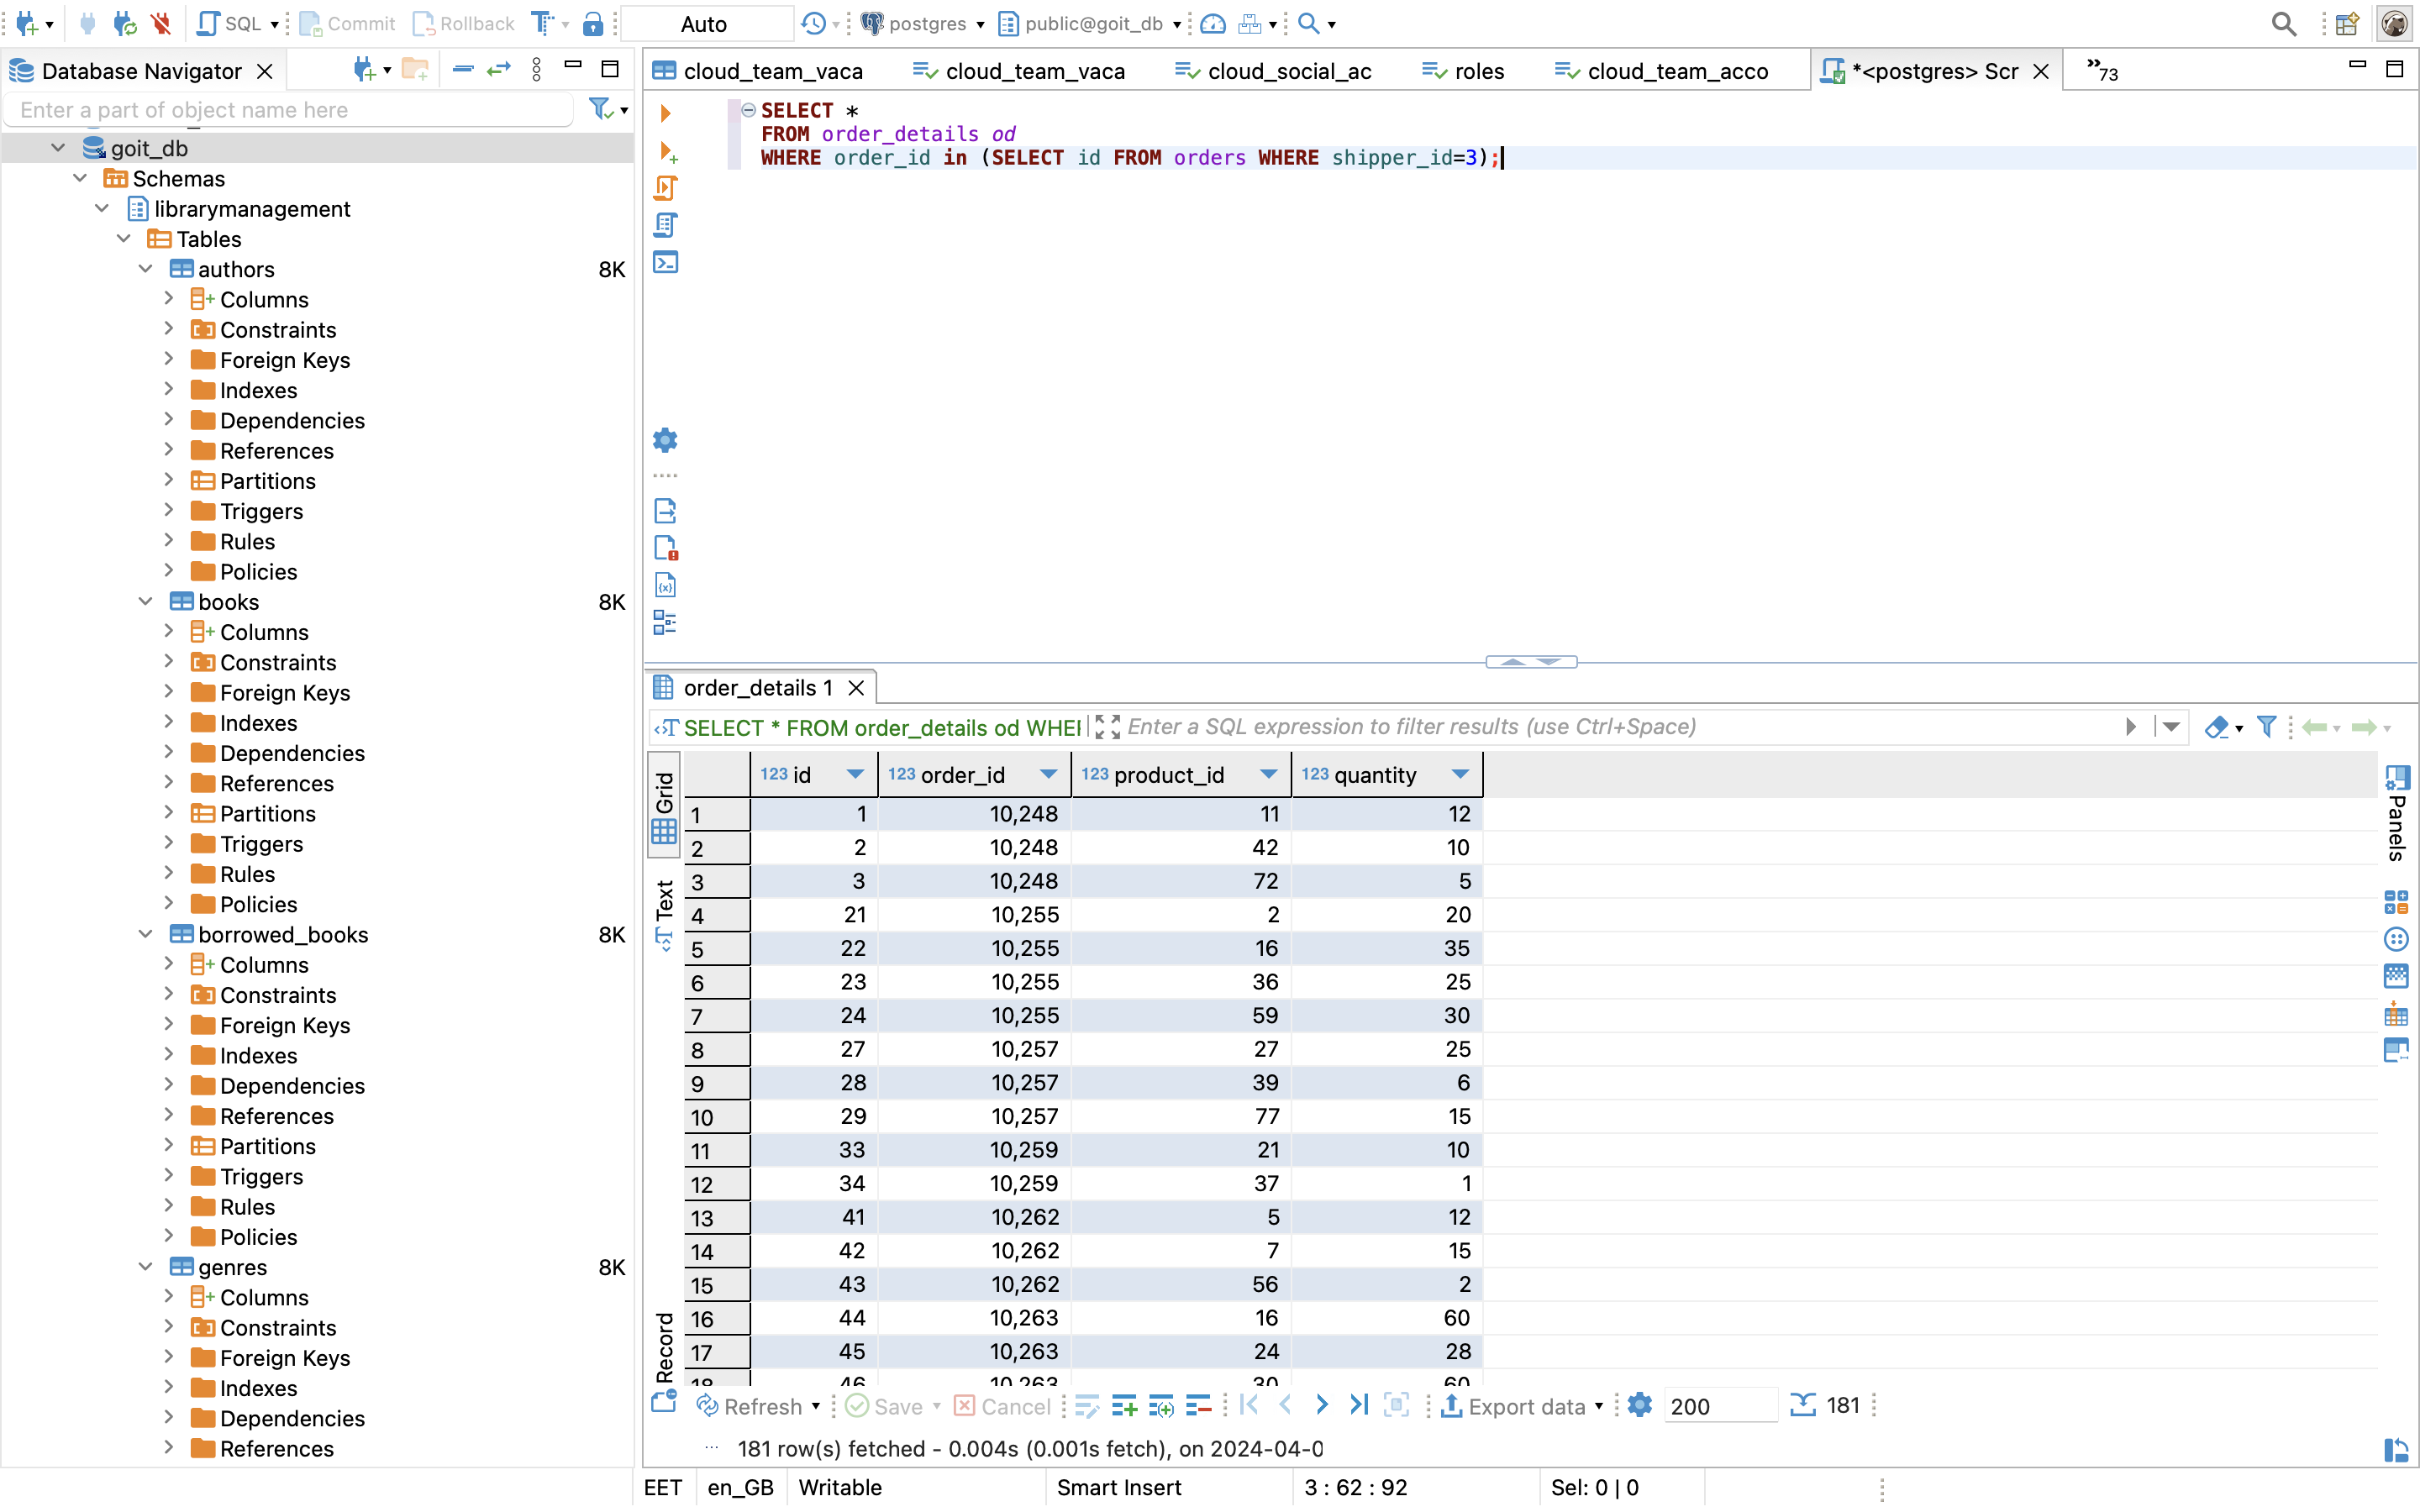 SQL Commit Rollback Auto postgres public@goit_db
Database Navigator
Enter a part of object name here
goit_db
Schemas
librarymanagement
Tables
authors 8K
Columns
Constraints
Foreign Keys
Indexes
Dependencies
References
Partitions
Triggers
Rules
Policies
books 8K
Columns
Constraints
Foreign Keys
Indexes
Dependencies
References
Partitions
Triggers
Rules
Policies
borrowed_books 8K
Columns
Constraints
Foreign Keys
Indexes
Dependencies
References
Partitions
Triggers
Rules
Policies
genres 8K
Columns
Constraints
Foreign Keys
Indexes
Dependencies
References
cloud_team_vaca cloud_team_vaca cloud_social_ac roles cloud_team_acco *<postgres> Scr »73
SELECT *
FROM order_details od
WHERE order_id in (SELECT id FROM orders WHERE shipper_id=3);
order_details 1
SELECT * FROM order_details od WHE Enter a SQL expression to filter results (use Ctrl+Space)
Grid
Text
Record
123 id 123 order_id 123 product_id 123 quantity
1 1 10,248 11 12
2 2 10,248 42 10
3 3 10,248 72 5
4 21 10,255 2 20
5 22 10,255 16 35
6 23 10,255 36 25
7 24 10,255 59 30
8 27 10,257 27 25
9 28 10,257 39 6
10 29 10,257 77 15
11 33 10,259 21 10
12 34 10,259 37 1
13 41 10,262 5 12
14 42 10,262 7 15
15 43 10,262 56 2
16 44 10,263 16 60
17 45 10,263 24 28
18 46 10,263 30 60
Panels
Refresh Save Cancel Export data 200 181
181 row(s) fetched - 0.004s (0.001s fetch), on 2024-04-0
EET en_GB Writable Smart Insert 3 : 62 : 92 Sel: 0 | 0